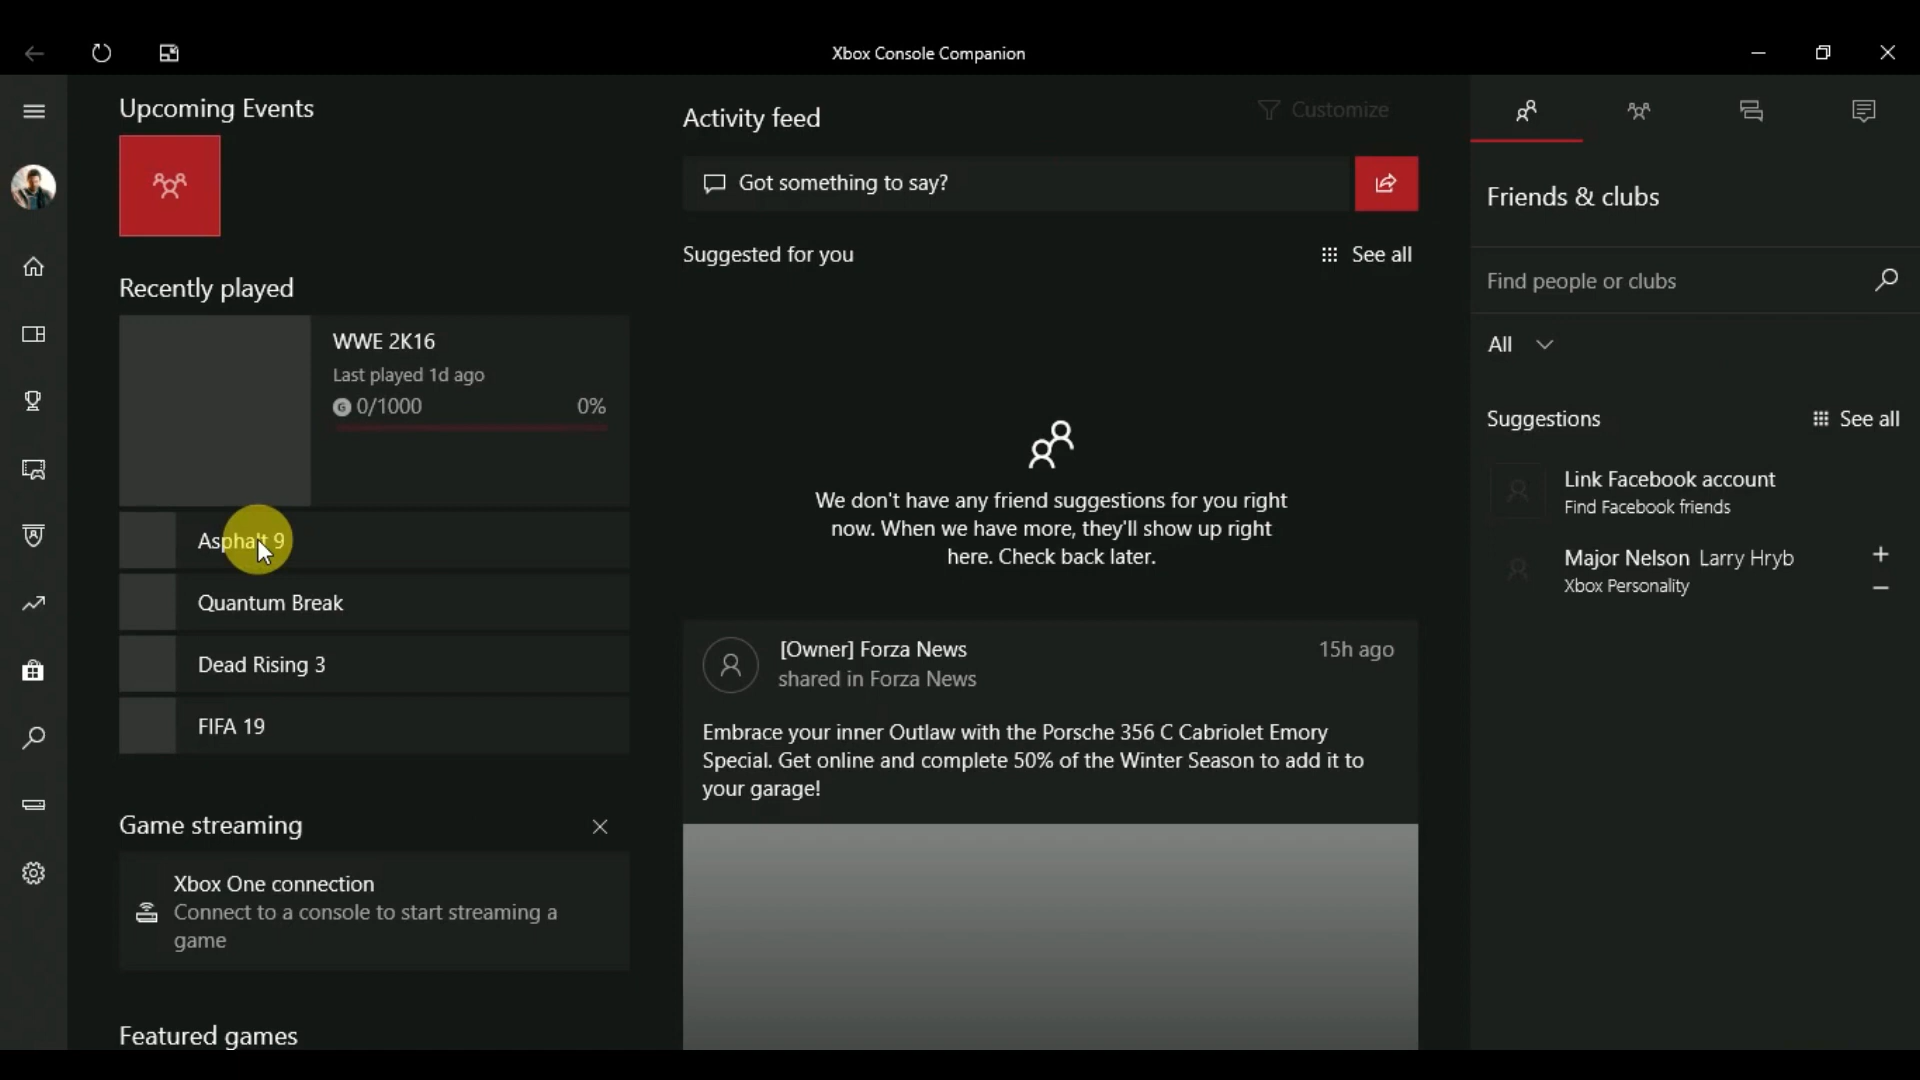 Xbox Console Companion
Upcoming Events
Recently played
WWE 2K16
Last played 1d ago
G 0/1000 0%
Asphalt 9
Quantum Break
Dead Rising 3
FIFA 19
Game streaming
Xbox One connection
Connect to a console to start streaming a
game
Featured games
Activity feed
Customize
Got something to say?
Suggested for you
See all
We don't have any friend suggestions for you right
now. When we have more, they'll show up right
here. Check back later.
[Owner] Forza News
15h ago
shared in Forza News
Embrace your inner Outlaw with the Porsche 356 C Cabriolet Emory
Special. Get online and complete 50% of the Winter Season to add it to
your garage!
Friends & clubs
Find people or clubs
All
Suggestions
See all
Link Facebook account
Find Facebook friends
Major Nelson Larry Hryb
Xbox Personality